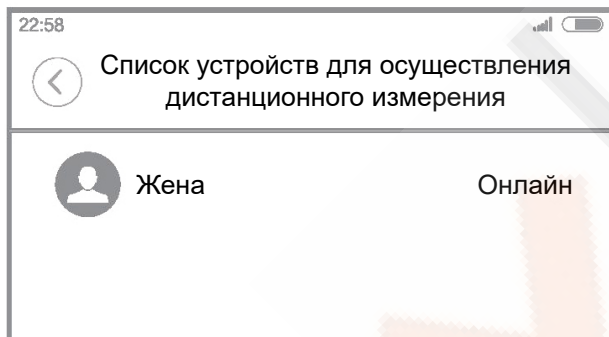 22:58
Список устройств для осуществления
дистанционного измерения
Жена Онлайн